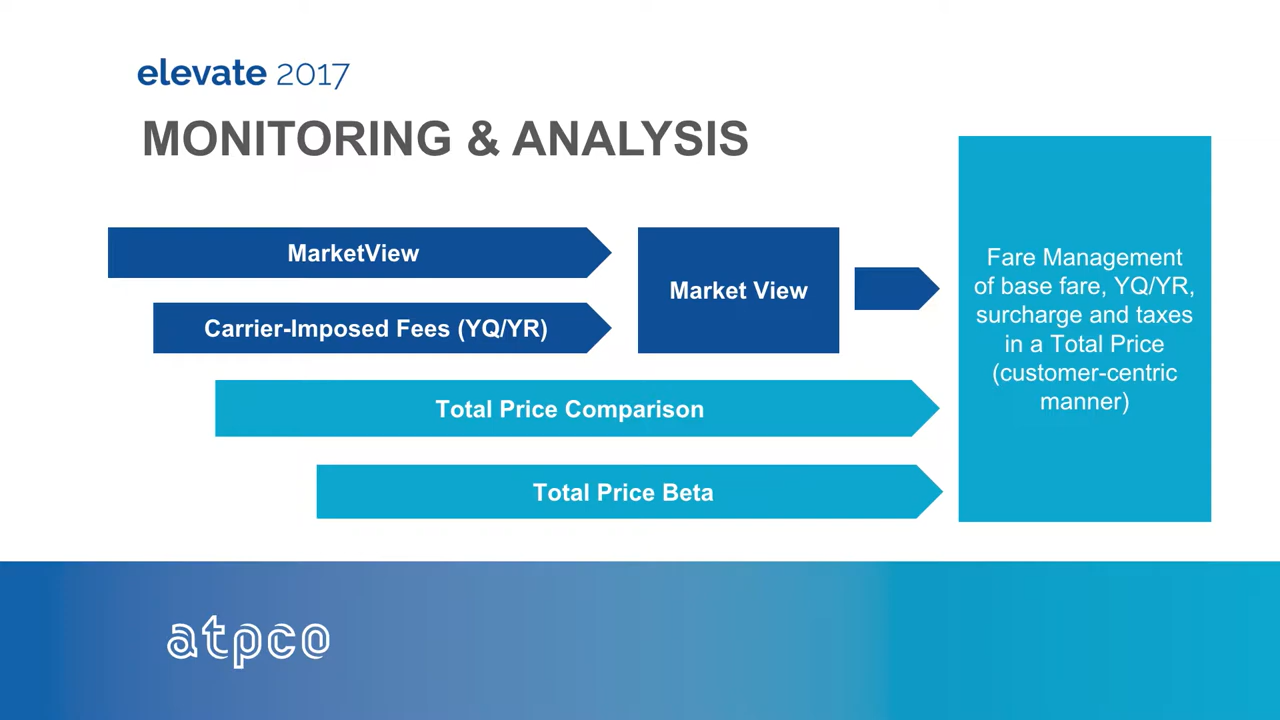 elevate 2017
MONITORING & ANALYSIS
MarketView
Carrier-Imposed Fees (YQ/YR)
Market View
Total Price Comparison
Total Price Beta
Fare Management
of base fare, YQ/YR,
surcharge and taxes
in a Total Price
(customer-centric
manner)
atpco